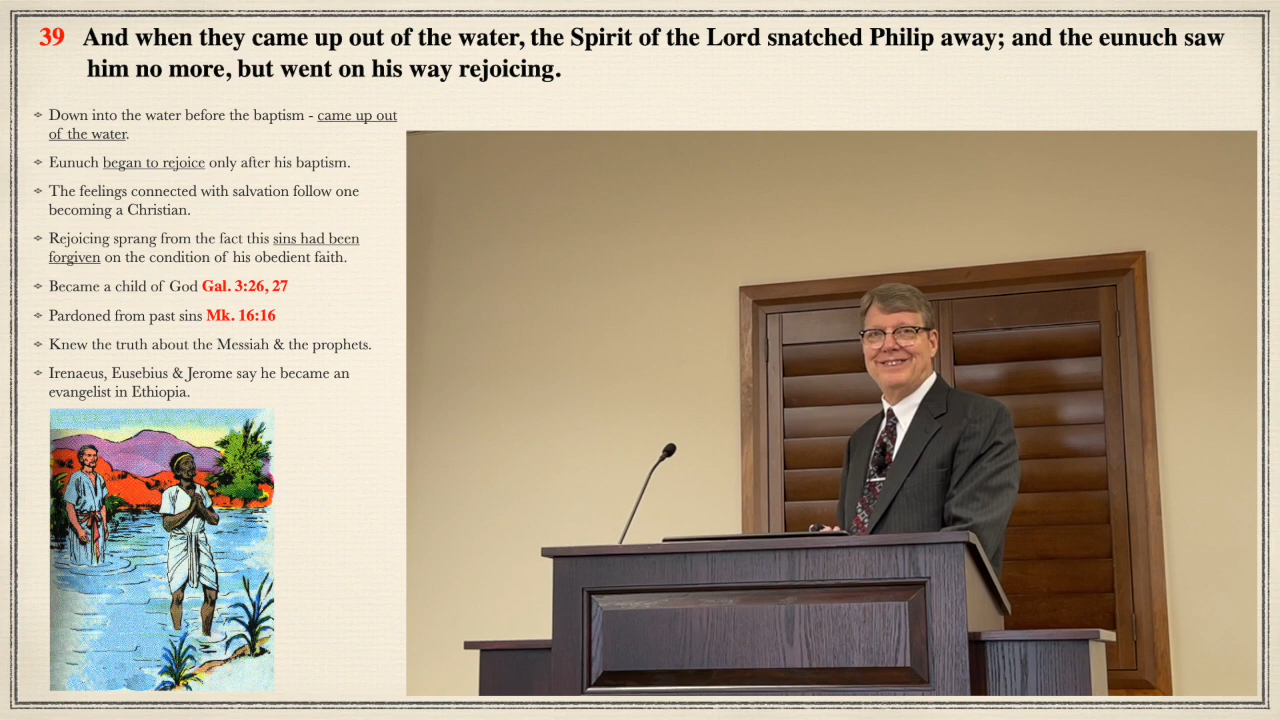 39 And when they came up out of the water, the Spirit of the Lord snatched Philip away; and the eunuch saw
him no more, but went on his way rejoicing.
Down into the water before the baptism - came up out
of the water.
Eunuch began to rejoice only after his baptism.
The feelings connected with salvation follow one
becoming a Christian.
Rejoicing sprang from the fact this sins had been
forgiven on the condition of his obedient faith.
Became a child of God Gal. 3:26, 27
Pardoned from past sins Mk. 16:16
Knew the truth about the Messiah & the prophets.
Irenaeus, Eusebius & Jerome say he became an
evangelist in Ethiopia.